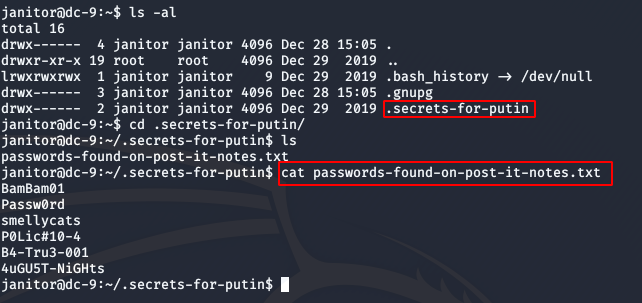 janitor@dc-9:~$ ls -al
total 16
drwx------  4 janitor janitor 4096 Dec 28 15:05 .
drwxr-xr-x 19 root    root    4096 Dec 29  2019 ..
lrwxrwxrwx  1 janitor janitor    9 Dec 29  2019 .bash_history -> /dev/null
drwx------  3 janitor janitor 4096 Dec 28 15:05 .gnupg
drwx------  2 janitor janitor 4096 Dec 29  2019 .secrets-for-putin
janitor@dc-9:~$ cd .secrets-for-putin/
janitor@dc-9:~/.secrets-for-putin$ ls
passwords-found-on-post-it-notes.txt
janitor@dc-9:~/.secrets-for-putin$ cat passwords-found-on-post-it-notes.txt
BamBam01
Passw0rd
smellycats
P0Lic#10-4
B4-Tru3-001
4uGU5T-NiGHts
janitor@dc-9:~/.secrets-for-putin$